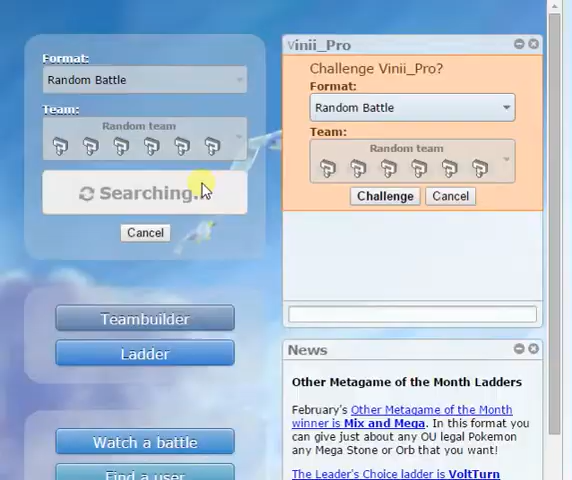 Format:
Random Battle
Team:
Random team
Searching...
Cancel
Teambuilder
Ladder
Watch a battle
Find a user
Vinii_Pro
Challenge Vinii_Pro?
Format:
Random Battle
Team:
Random team
Challenge Cancel
News
Other Metagame of the Month Ladders
February's Other Metagame of the Month
winner is Mix and Mega. In this format you
can give just about any OU legal Pokemon
any Mega Stone or Orb that you want!
The Leader's Choice ladder is VoltTurn